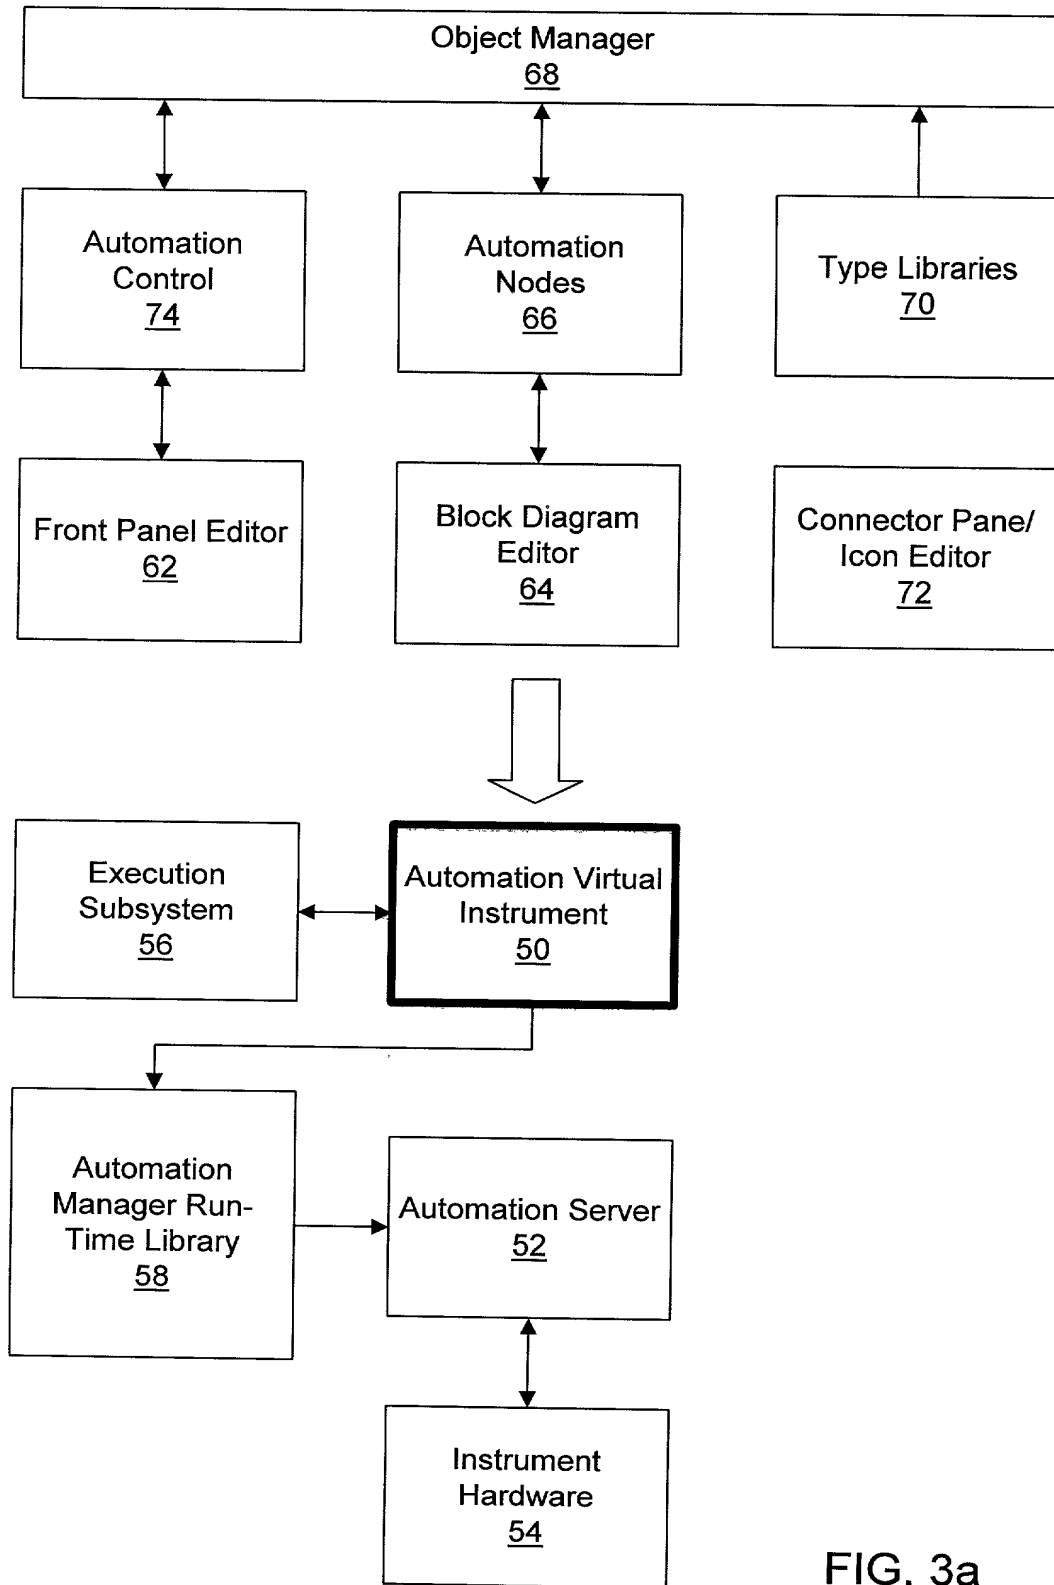 Object Manager
68
Automation
Control
74
Automation
Nodes
66
Type Libraries
70
Front Panel Editor
62
Block Diagram
Editor
64
Connector Pane/
Icon Editor
72
Execution
Subsystem
56
Automation Virtual
Instrument
50
Automation
Manager Run-
Time Library
58
Automation Server
52
Instrument
Hardware
54
FIG. 3a